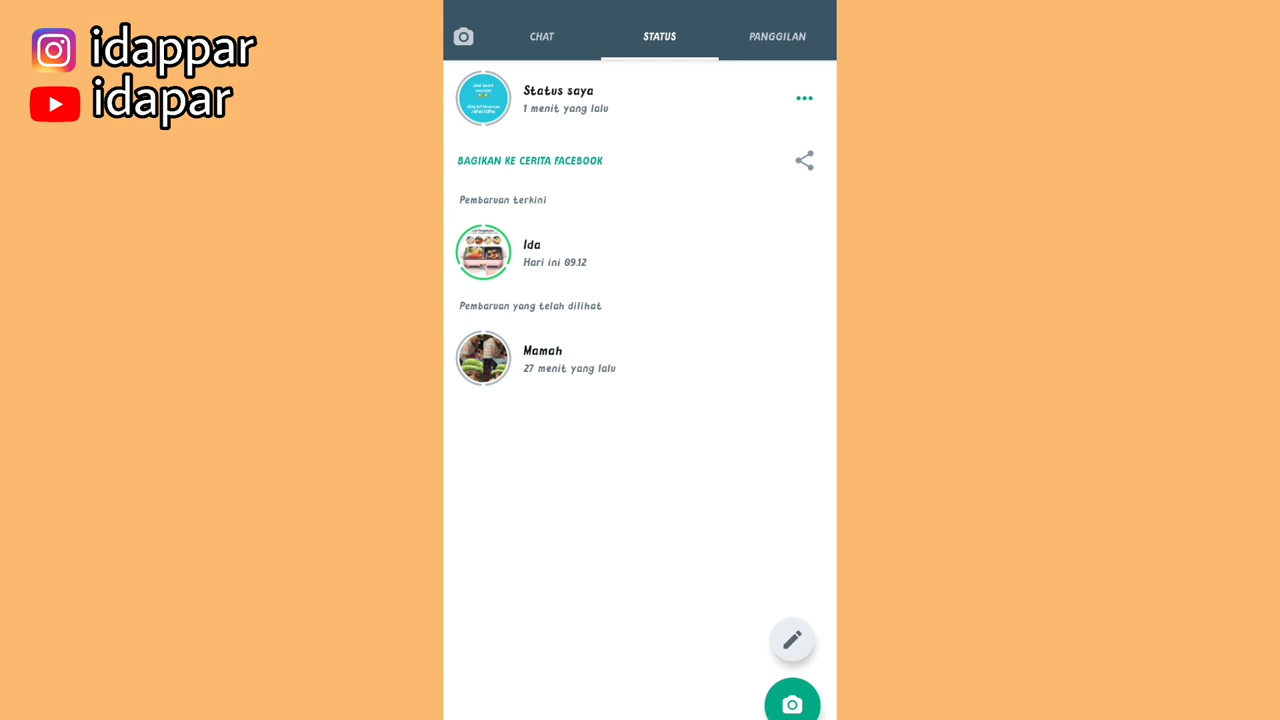 idappar
idapar
CHAT
STATUS
PANGGILAN
Status saya
1 menit yang lalu
BAGIKAN KE CERITA FACEBOOK
Pembaruan terkini
Ida
Hari ini 09.12
Pembaruan yang telah dilihat
Mamah
27 menit yang lalu